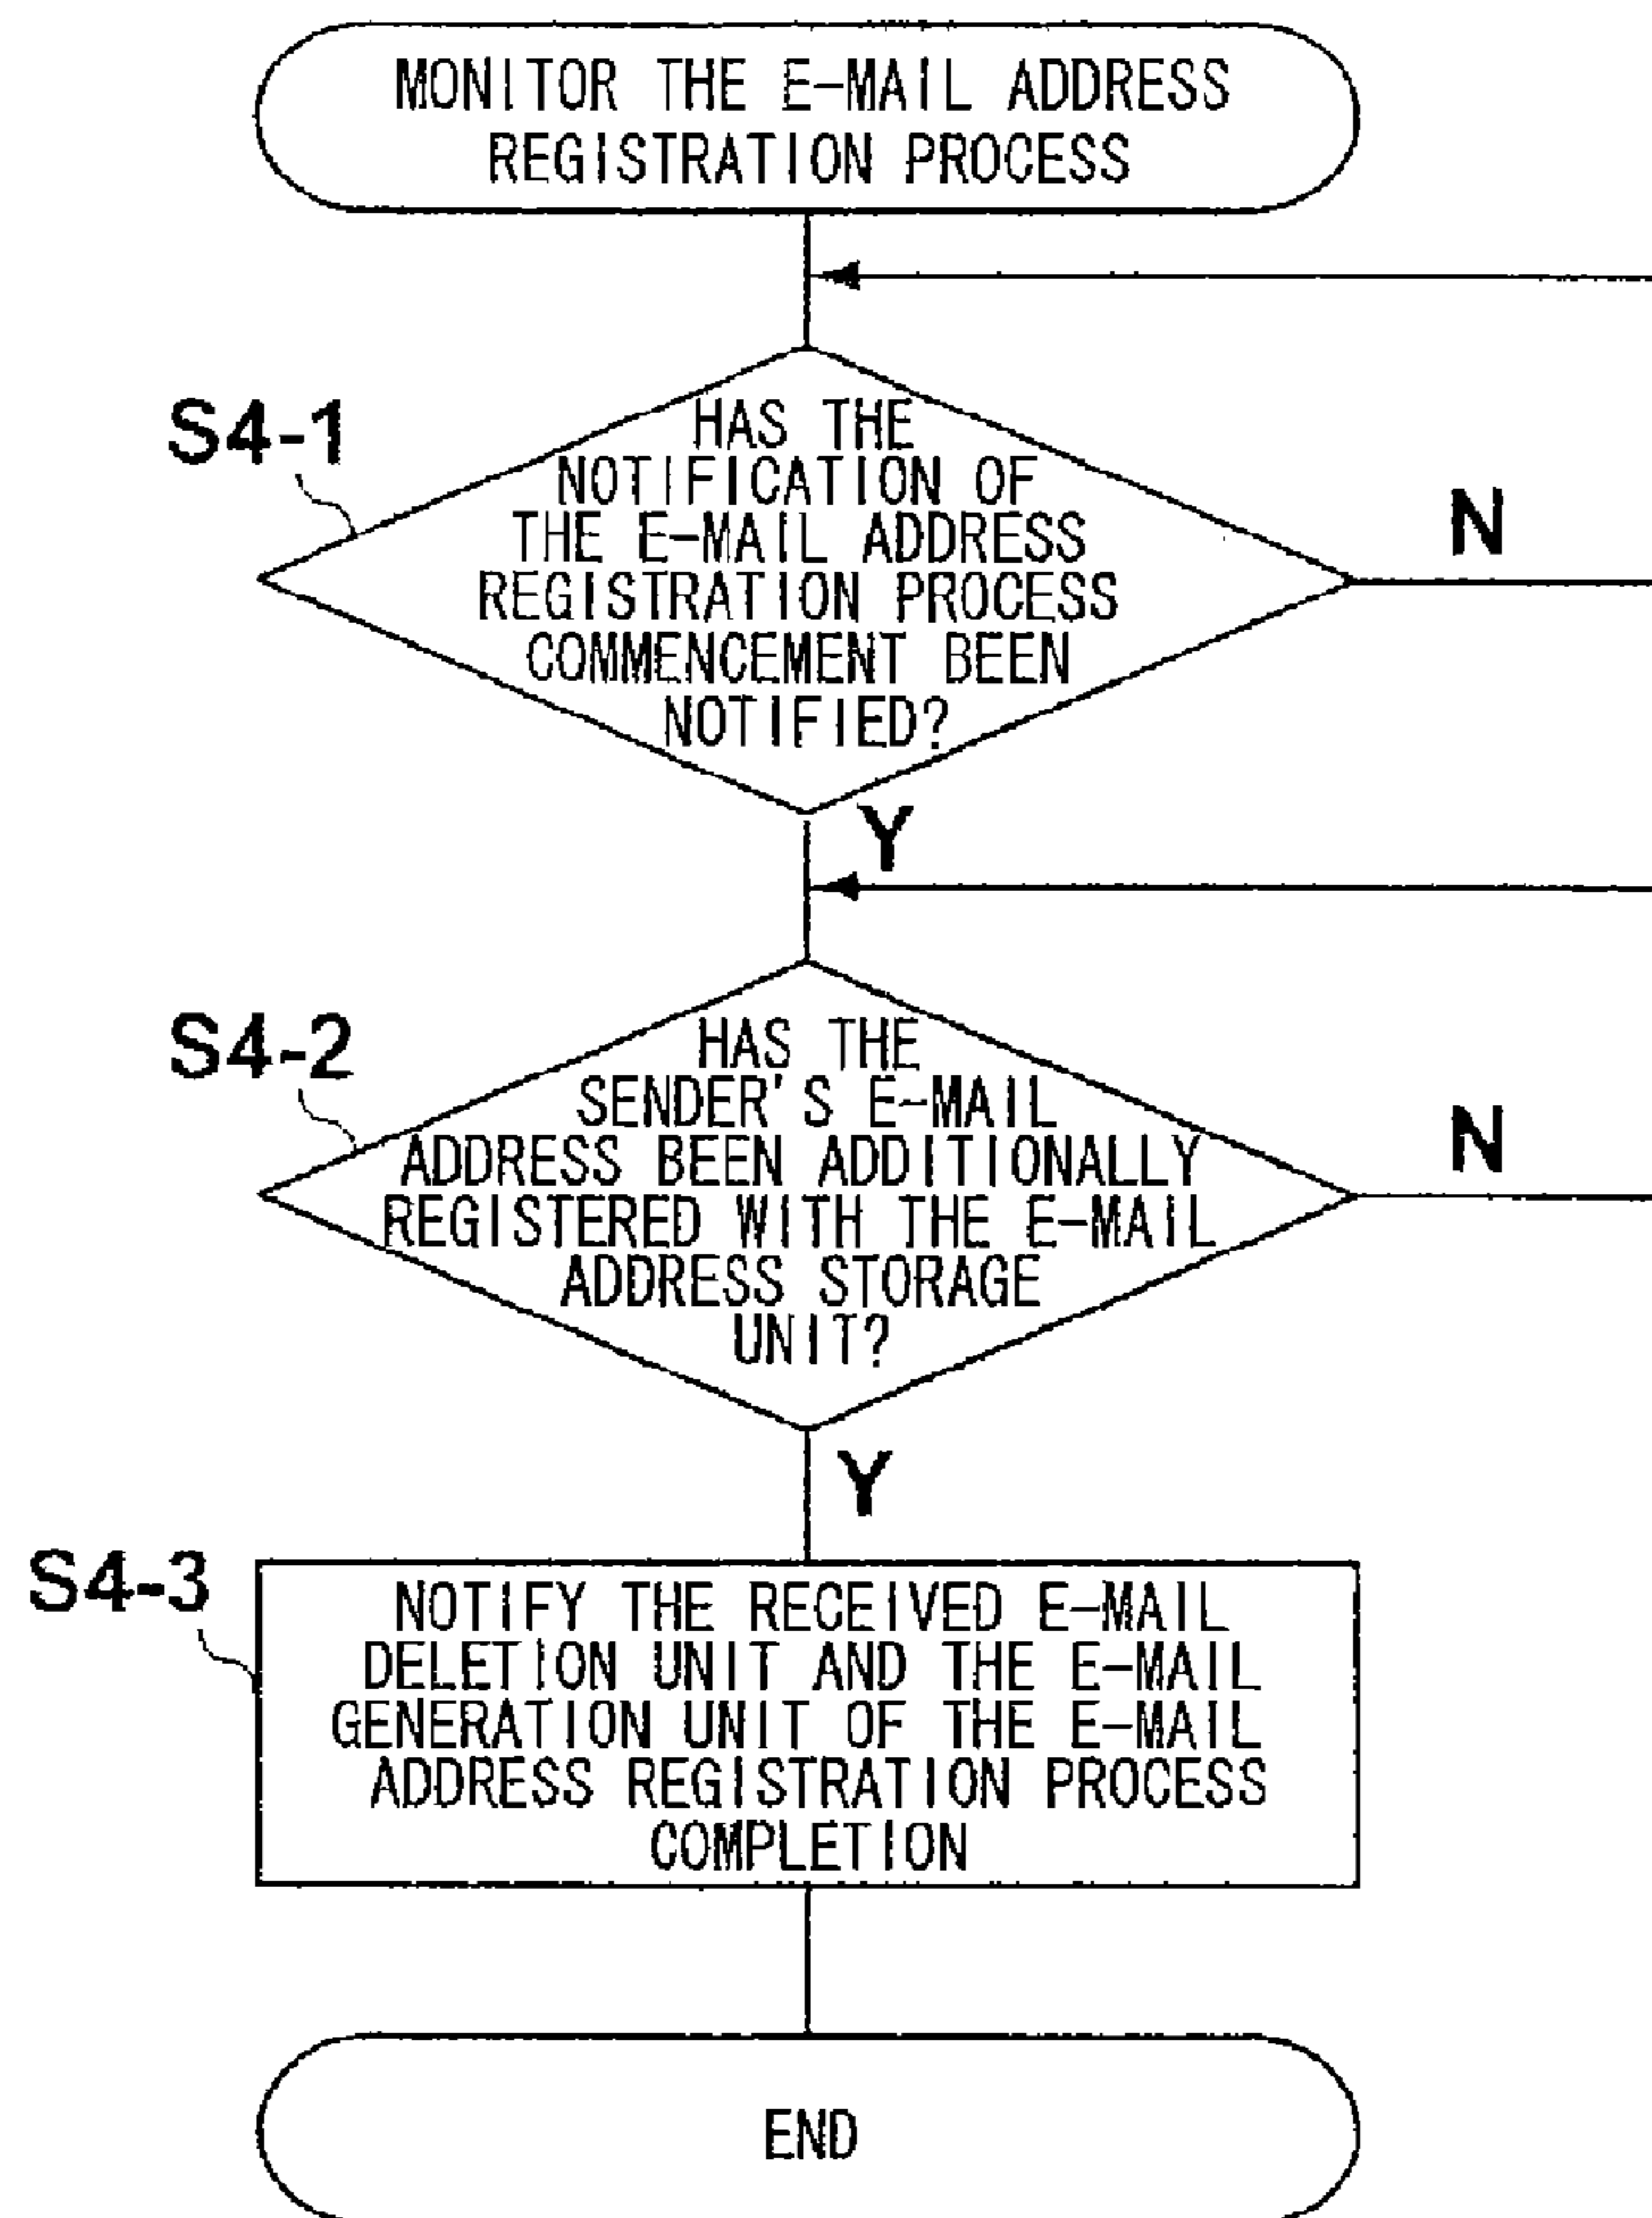 MONITOR THE E-MAIL ADDRESS
REGISTRATION PROCESS
S4-1
HAS THE
NOTIFICATION OF
THE E-MAIL ADDRESS
REGISTRATION PROCESS
COMMENCEMENT BEEN
NOTIFIED?
N
Y
S4-2
HAS THE
SENDER'S E-MAIL
ADDRESS BEEN ADDITIONALLY
REGISTERED WITH THE E-MAIL
ADDRESS STORAGE
UNIT?
N
Y
S4-3
NOTIFY THE RECEIVED E-MAIL
DELETION UNIT AND THE E-MAIL
GENERATION UNIT OF THE E-MAIL
ADDRESS REGISTRATION PROCESS
COMPLETION
END